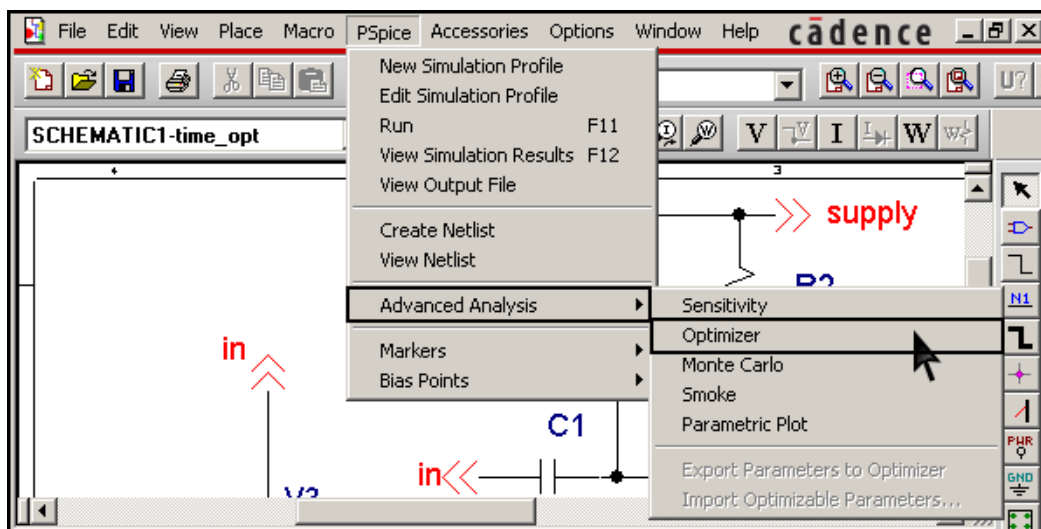 File Edit View Place Macro PSpice Accessories Options Window Help cādence
New Simulation Profile
Edit Simulation Profile
U?
SCHEMATIC1-time_opt
Run F11
V V I I W W
View Simulation Results F12
View Output File
3
supply
Create Netlist
View Netlist
R2
N1
Advanced Analysis
Sensitivity
Optimizer
in
Markers
Monte Carlo
Bias Points
Smoke
Parametric Plot
C1
PWR
in
Export Parameters to Optimizer
GND
V3
Import Optimizable Parameters...